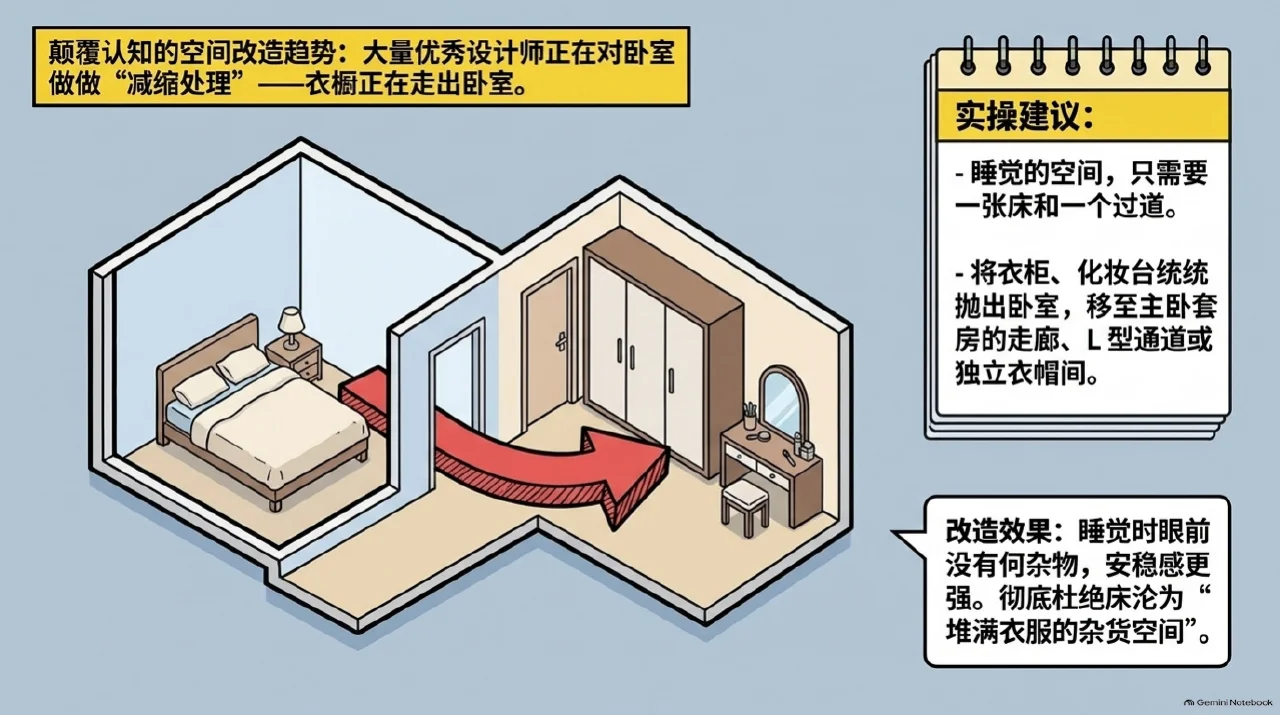 颠覆认知的空间改造趋势：大量优秀设计师正在对卧室
做做“减缩处理”——衣橱正在走出卧室。
实操建议：
- 睡觉的空间，只需要
一张床和一个过道。
- 将衣柜、化妆台统统
抛出卧室，移至主卧套
房的走廊、L 型通道或
独立衣帽间。
改造效果：睡觉时眼前
没有何杂物，安稳感更
强。彻底杜绝床沦为“
堆满衣服的杂货空间”。
Gemini Notebook